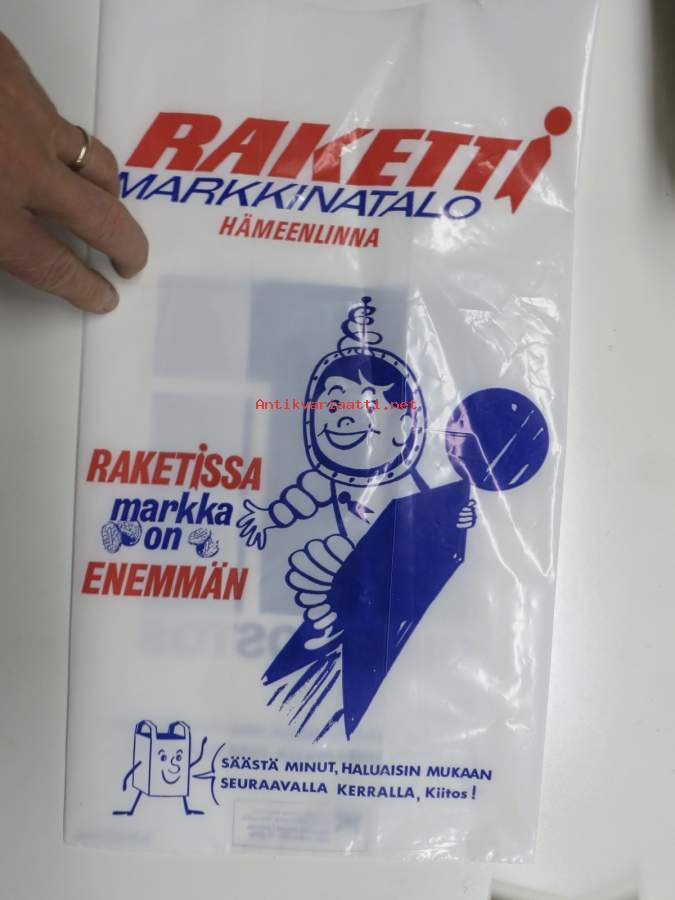 RAKETTI
MARKKINATALO
HÄMEENLINNA
Antikvariaatti.net
RAKETISSA
markka
on
ENEMMÄN
SÄÄSTÄ MINUT, HALUAISIN MUKAAN
SEURAAVALLA KERRALLA, Kiitos!